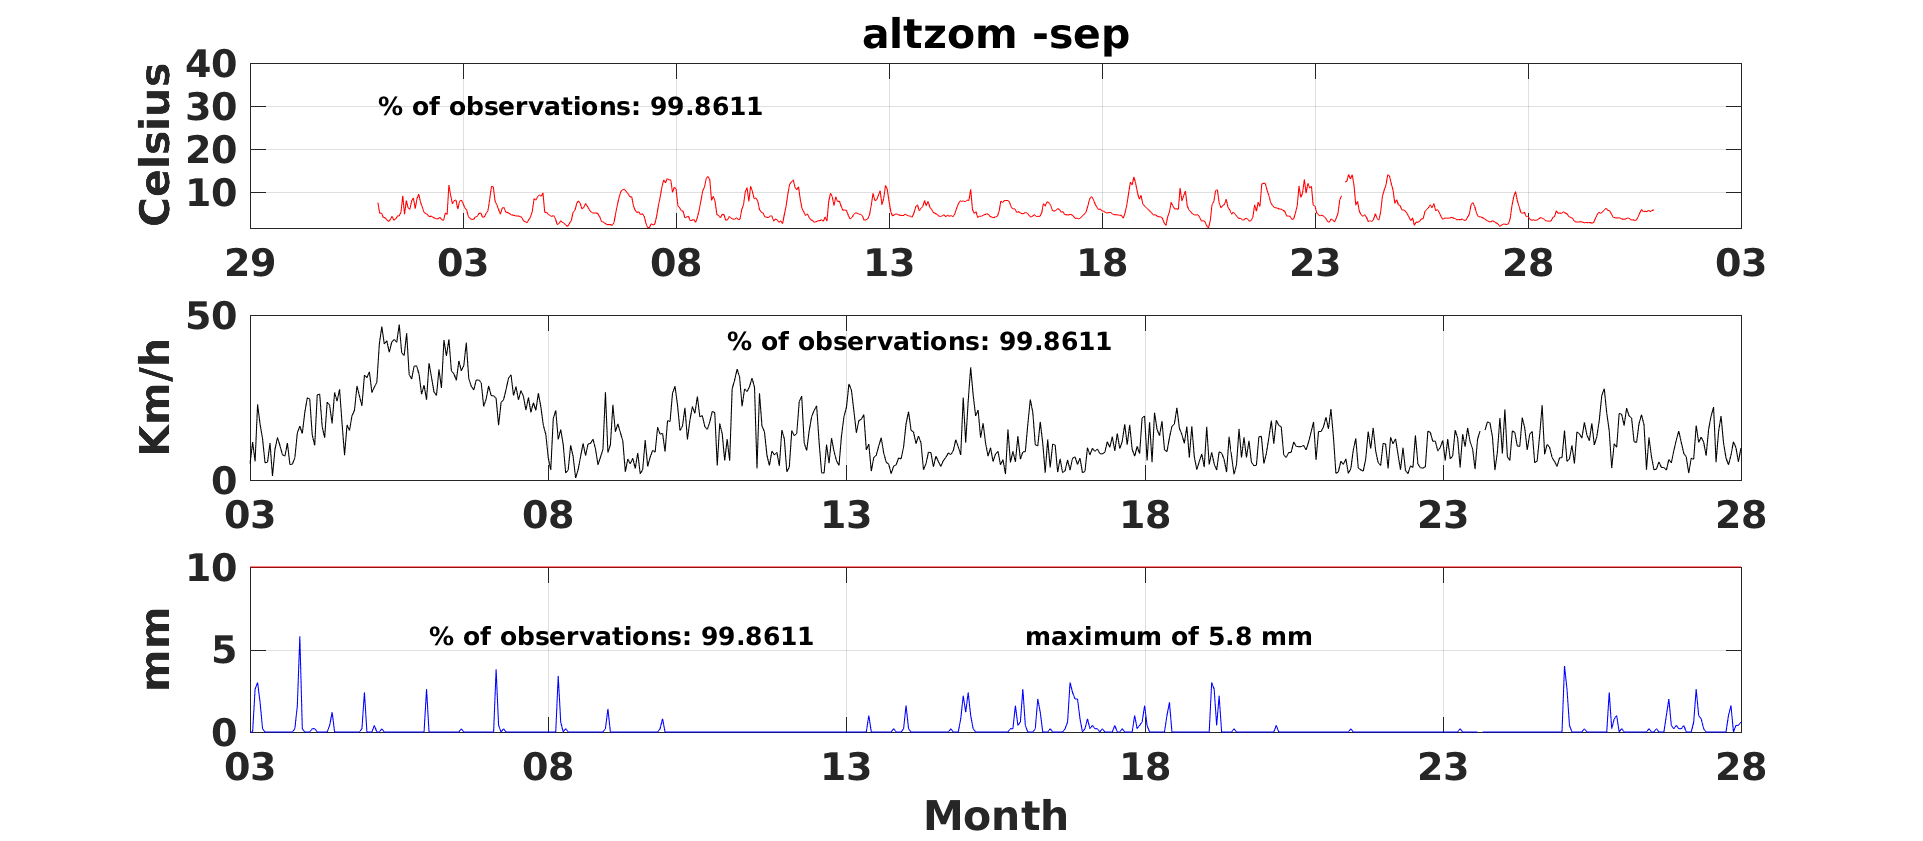 altzom -sep
Celsius
40
30
20
10
% of observations: 99.8611
29 03 08 13 18 23 28 03
Km/h
50
0
% of observations: 99.8611
03 08 13 18 23 28
mm
10
5
0
% of observations: 99.8611 maximum of 5.8 mm
03 08 13 18 23 28
Month